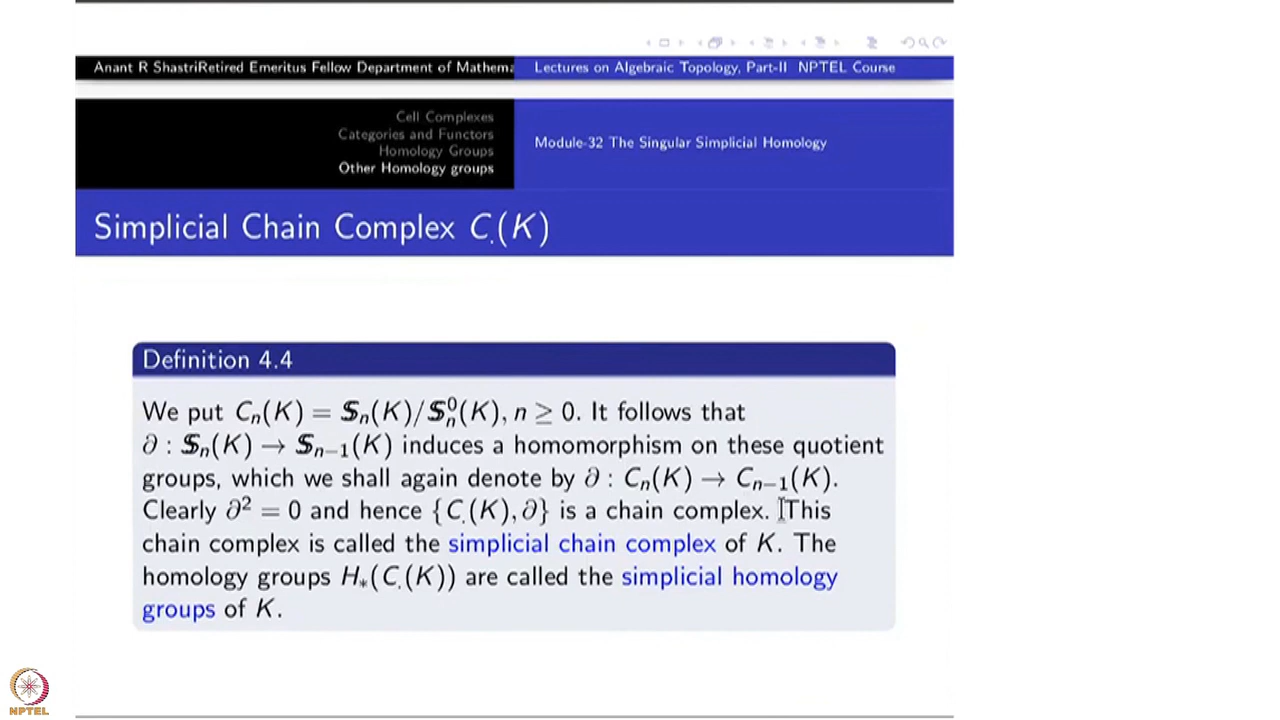 Anant R ShastriRetired Emeritus Fellow Department of Mathema
Lectures on Algebraic Topology, Part-II NPTEL Course
Cell Complexes
Categories and Functors
Homology Groups
Other Homology groups
Module-32 The Singular Simplicial Homology
Simplicial Chain Complex C.(K)
Definition 4.4
We put Cₙ(K) = 𝕊ₙ(K)/𝕊ₙ⁰(K), n ≥ 0. It follows that
∂ : 𝕊ₙ(K) → 𝕊ₙ₋₁(K) induces a homomorphism on these quotient
groups, which we shall again denote by ∂ : Cₙ(K) → Cₙ₋₁(K).
Clearly ∂² = 0 and hence {C.(K), ∂} is a chain complex. This
chain complex is called the simplicial chain complex of K. The
homology groups H∗(C.(K)) are called the simplicial homology
groups of K.
NPTEL